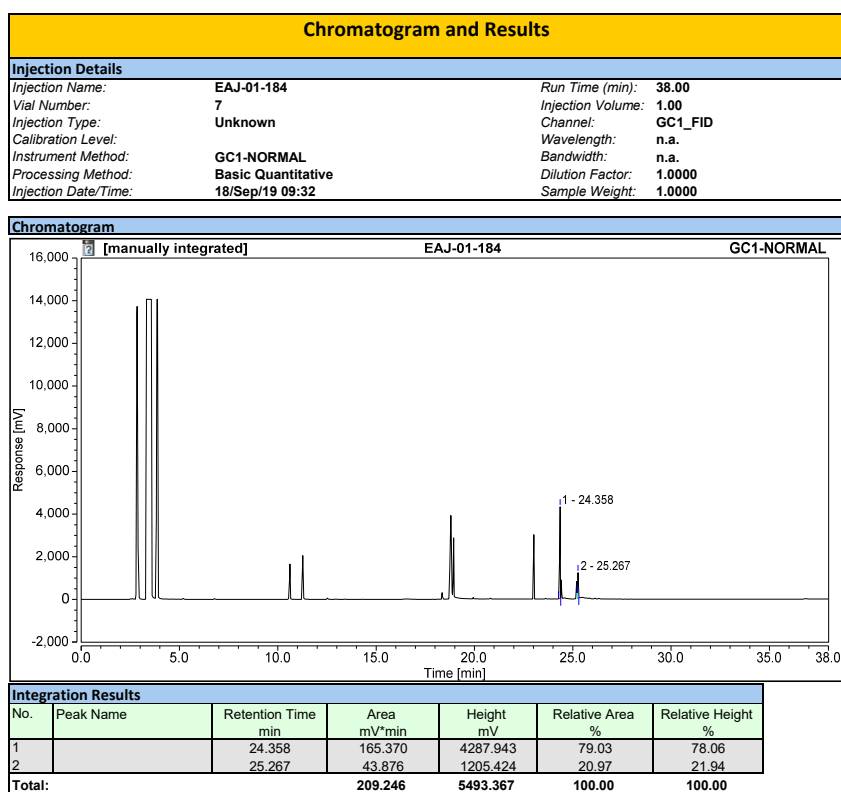 Chromatogram and Results
Injection Details
Injection Name: EAJ-01-184 Run Time (min): 38.00
Vial Number: 7 Injection Volume: 1.00
Injection Type: Unknown Channel: GC1_FID
Calibration Level: Wavelength: n.a.
Instrument Method: GC1-NORMAL Bandwidth: n.a.
Processing Method: Basic Quantitative Dilution Factor: 1.0000
Injection Date/Time: 18/Sep/19 09:32 Sample Weight: 1.0000
Chromatogram
? [manually integrated] EAJ-01-184 GC1-NORMAL
16,000
14,000
12,000
10,000
8,000
6,000
4,000
2,000
0
-2,000
Response [mV]
1 - 24.358
2 - 25.267
0.0 5.0 10.0 15.0 20.0 25.0 30.0 35.0 38.0
Time [min]
Integration Results
No. Peak Name Retention Time Area Height Relative Area Relative Height
min mV*min mV % %
1 24.358 165.370 4287.943 79.03 78.06
2 25.267 43.876 1205.424 20.97 21.94
Total: 209.246 5493.367 100.00 100.00